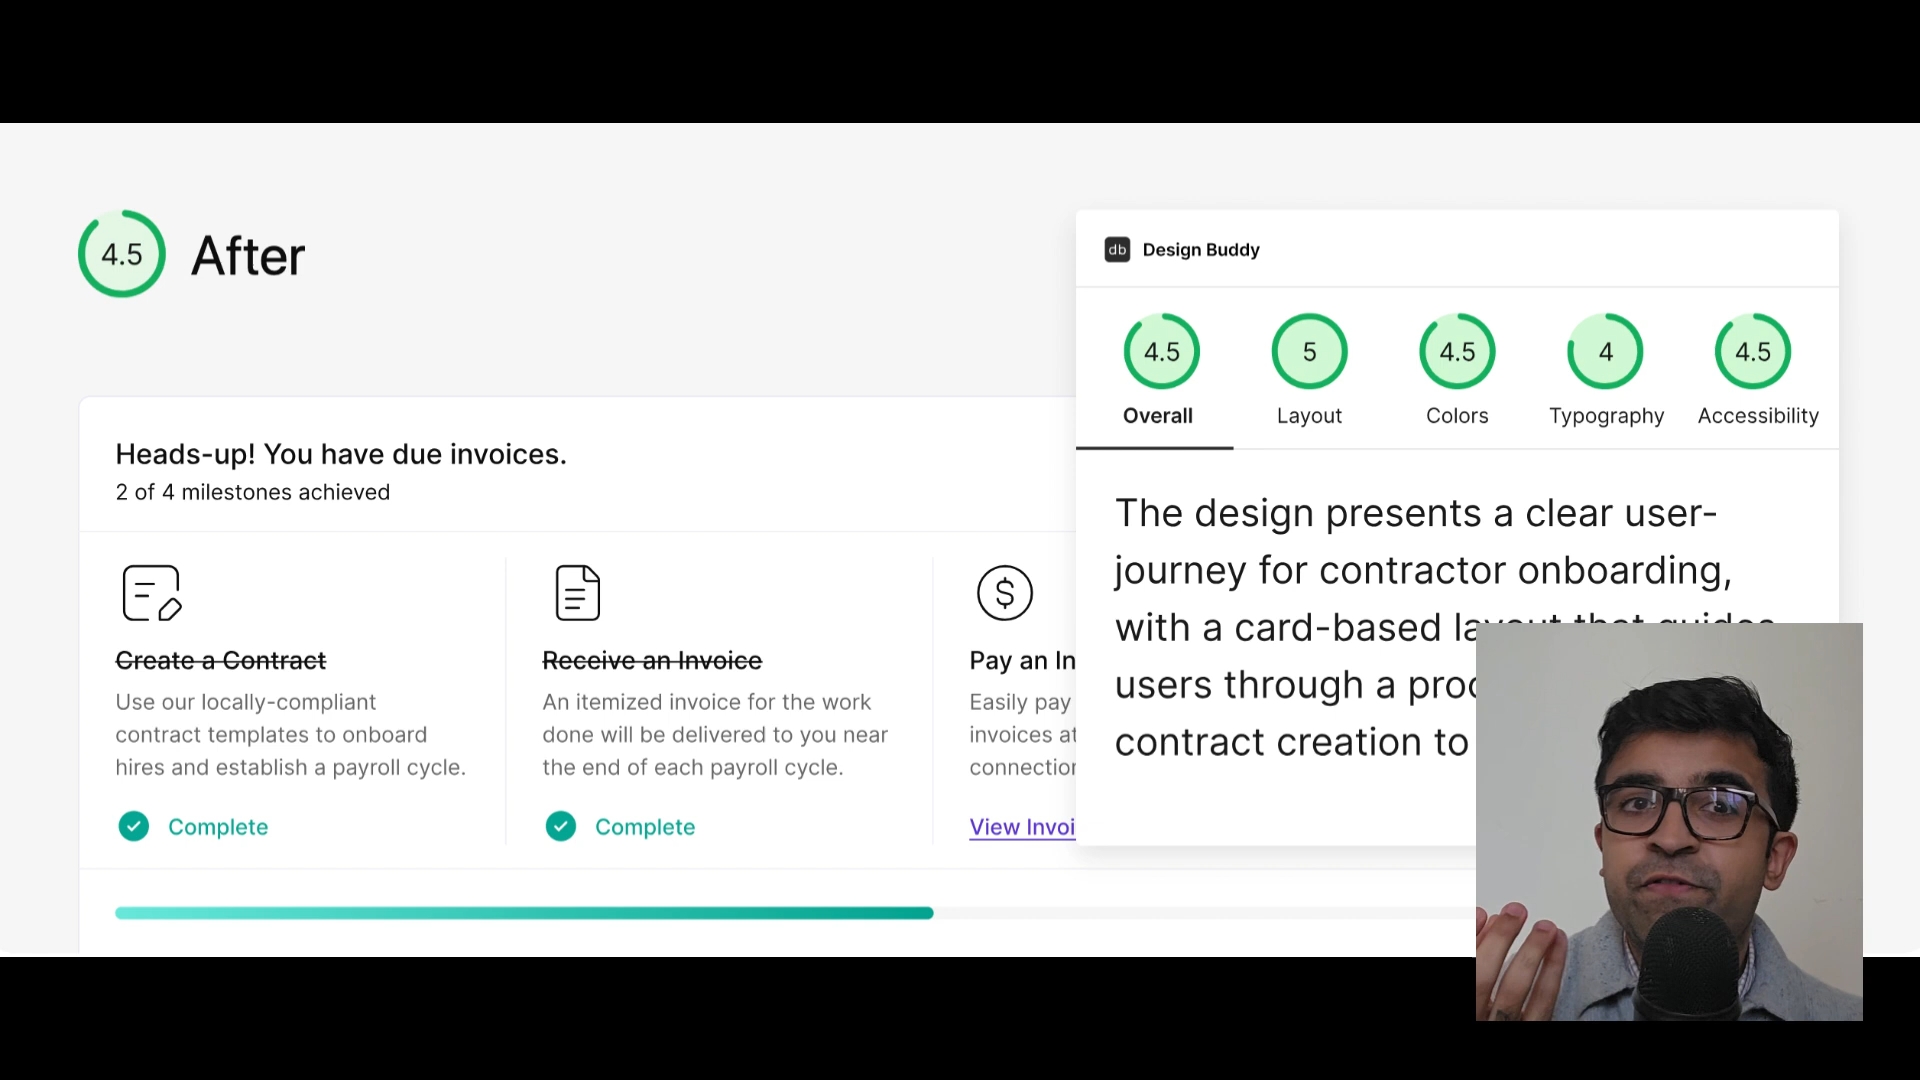 4.5
After
Heads-up! You have due invoices.
2 of 4 milestones achieved
Create a Contract
Use our locally-compliant
contract templates to onboard
hires and establish a payroll cycle.
Complete
Receive an Invoice
An itemized invoice for the work
done will be delivered to you near
the end of each payroll cycle.
Complete
$
Pay an In
Easily pay
invoices at
connection
View Invoi
db Design Buddy
4.5 5 4.5 4 4.5
Overall Layout Colors Typography Accessibility
The design presents a clear user-
journey for contractor onboarding,
with a card-based layout that guides
users through a proc
contract creation to